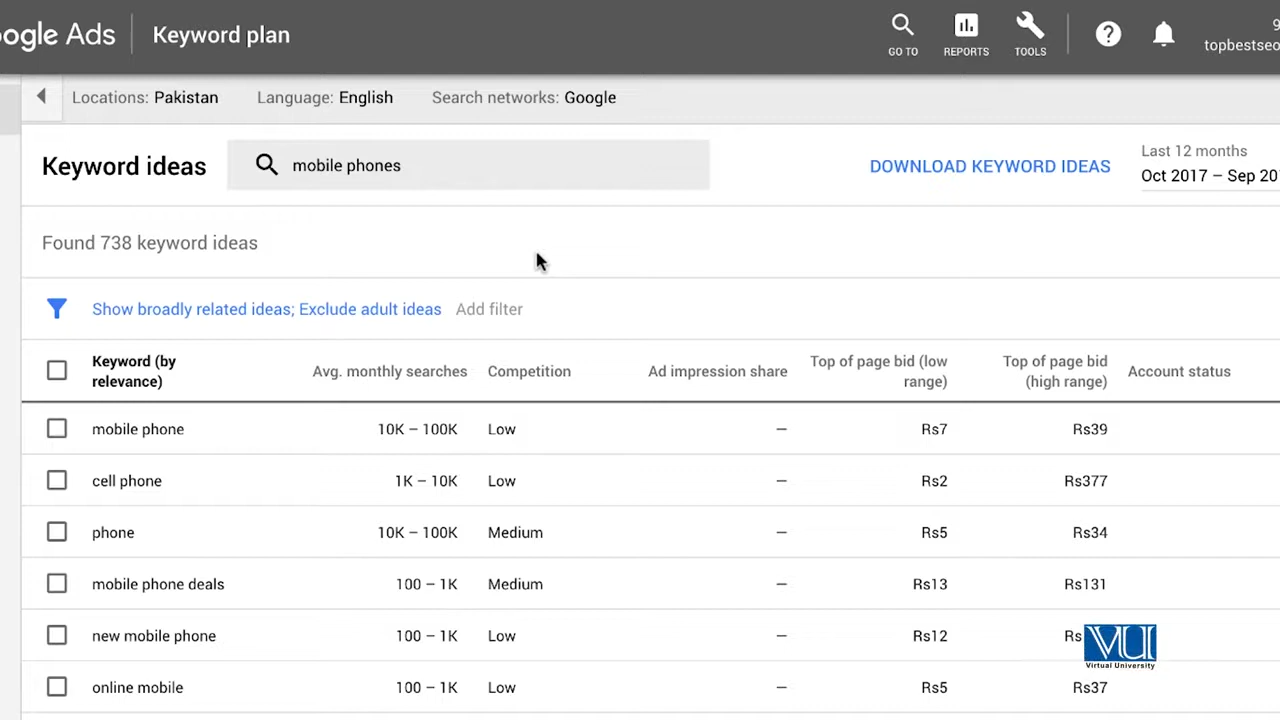 Google Ads Keyword plan
GO TO REPORTS TOOLS
topbestseo
Locations: Pakistan Language: English Search networks: Google
Keyword ideas mobile phones DOWNLOAD KEYWORD IDEAS
Last 12 months
Oct 2017 – Sep 201
Found 738 keyword ideas
Show broadly related ideas; Exclude adult ideas Add filter
Keyword (by relevance) Avg. monthly searches Competition Ad impression share Top of page bid (low range) Top of page bid (high range) Account status
mobile phone 10K – 100K Low – Rs7 Rs39
cell phone 1K – 10K Low – Rs2 Rs377
phone 10K – 100K Medium – Rs5 Rs34
mobile phone deals 100 – 1K Medium – Rs13 Rs131
new mobile phone 100 – 1K Low – Rs12 Rs
VU
Virtual University
online mobile 100 – 1K Low – Rs5 Rs37